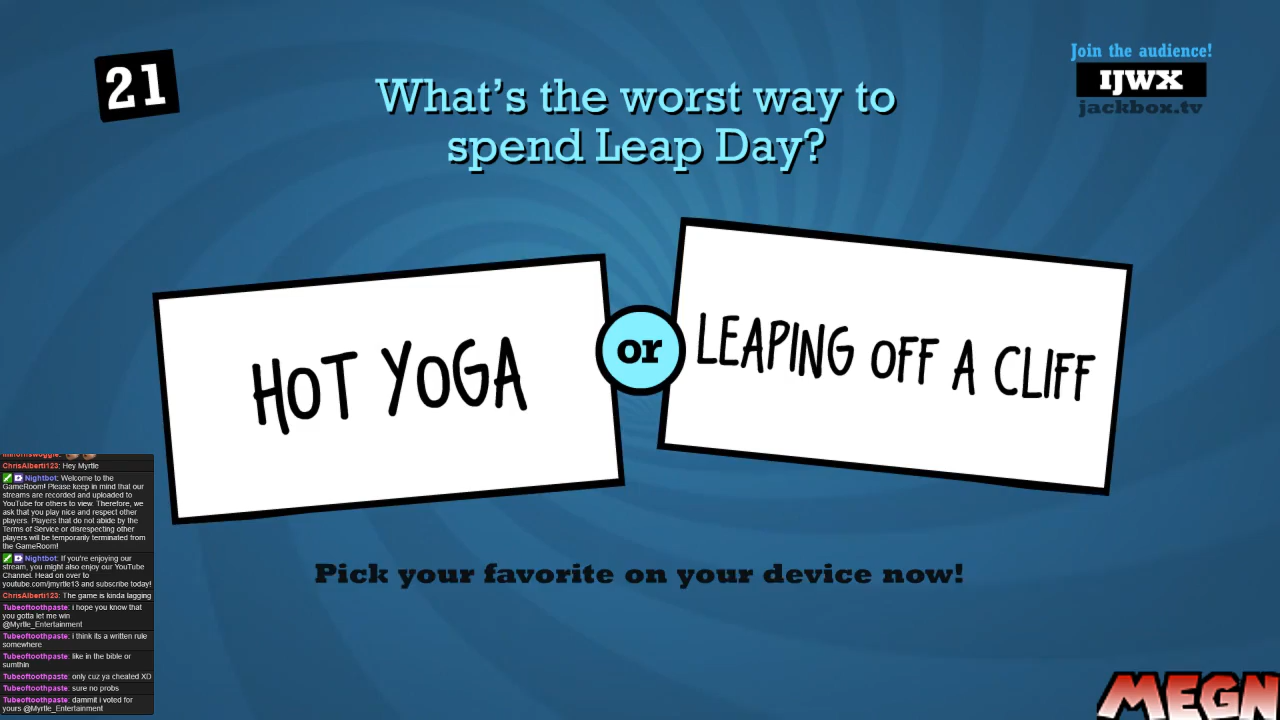 21
What's the worst way to
spend Leap Day?
Join the audience!
IJWX
jackbox.tv
HOT YOGA
or
LEAPING OFF A CLIFF
Pick your favorite on your device now!
ChrisAlberti123: Hey Myrtle
Nightbot: Welcome to the
GameRoom! Please keep in mind that our
streams are recorded and uploaded to
YouTube for others to view. Therefore, we
ask that you play nice and respect other
players. Players that do not abide by the
Terms of Service or disrespecting other
players will be temporarily terminated from
the GameRoom!
Nightbot: If you're enjoying our
stream, you might also enjoy our YouTube
Channel. Head on over to
youtube.com/jmyrtle13 and subscribe today!
ChrisAlberti123: The game is kinda lagging
Tubeoftoothpaste: i hope you know that
you gotta let me win
@Myrtle_Entertainment
Tubeoftoothpaste: i think its a written rule
somewhere
Tubeoftoothpaste: like in the bible or
sumthin
Tubeoftoothpaste: only cuz ya cheated XD
Tubeoftoothpaste: sure no probs
Tubeoftoothpaste: dammit i voted for
yours @Myrtle_Entertainment
MEGN